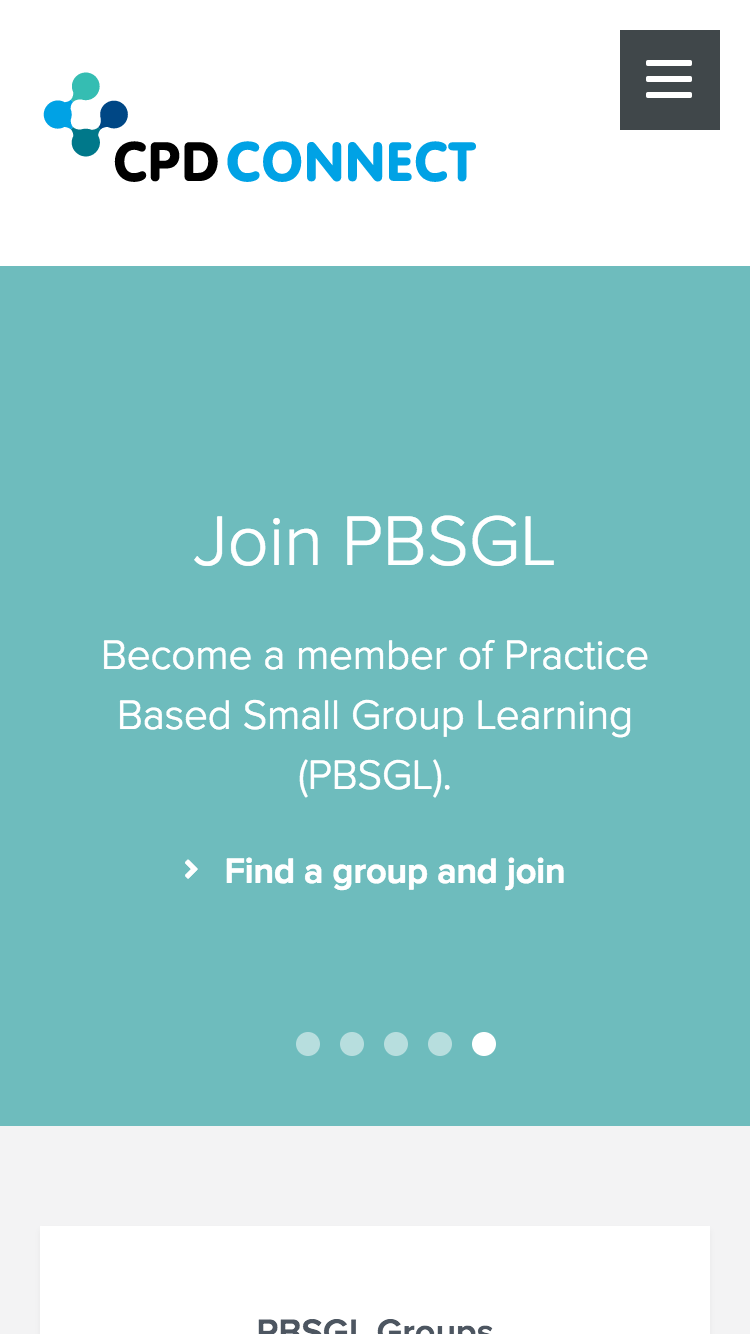 CPD CONNECT
Join PBSGL
Become a member of Practice
Based Small Group Learning
(PBSGL).
Find a group and join
PBSGL Groups